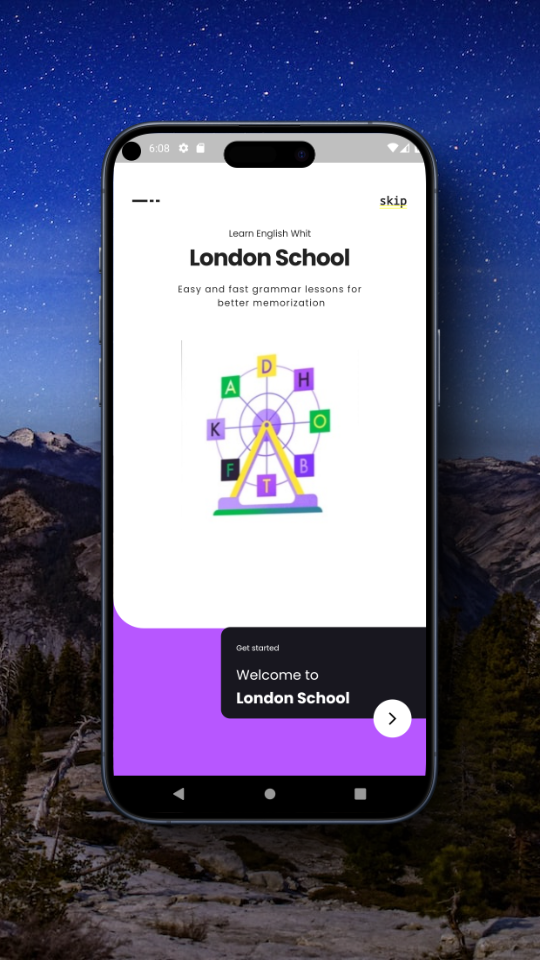 6:08
skip
Learn English Whit
London School
Easy and fast grammar lessons for
better memorization
D
A H
K O
F B
T
Get started
Welcome to
London School